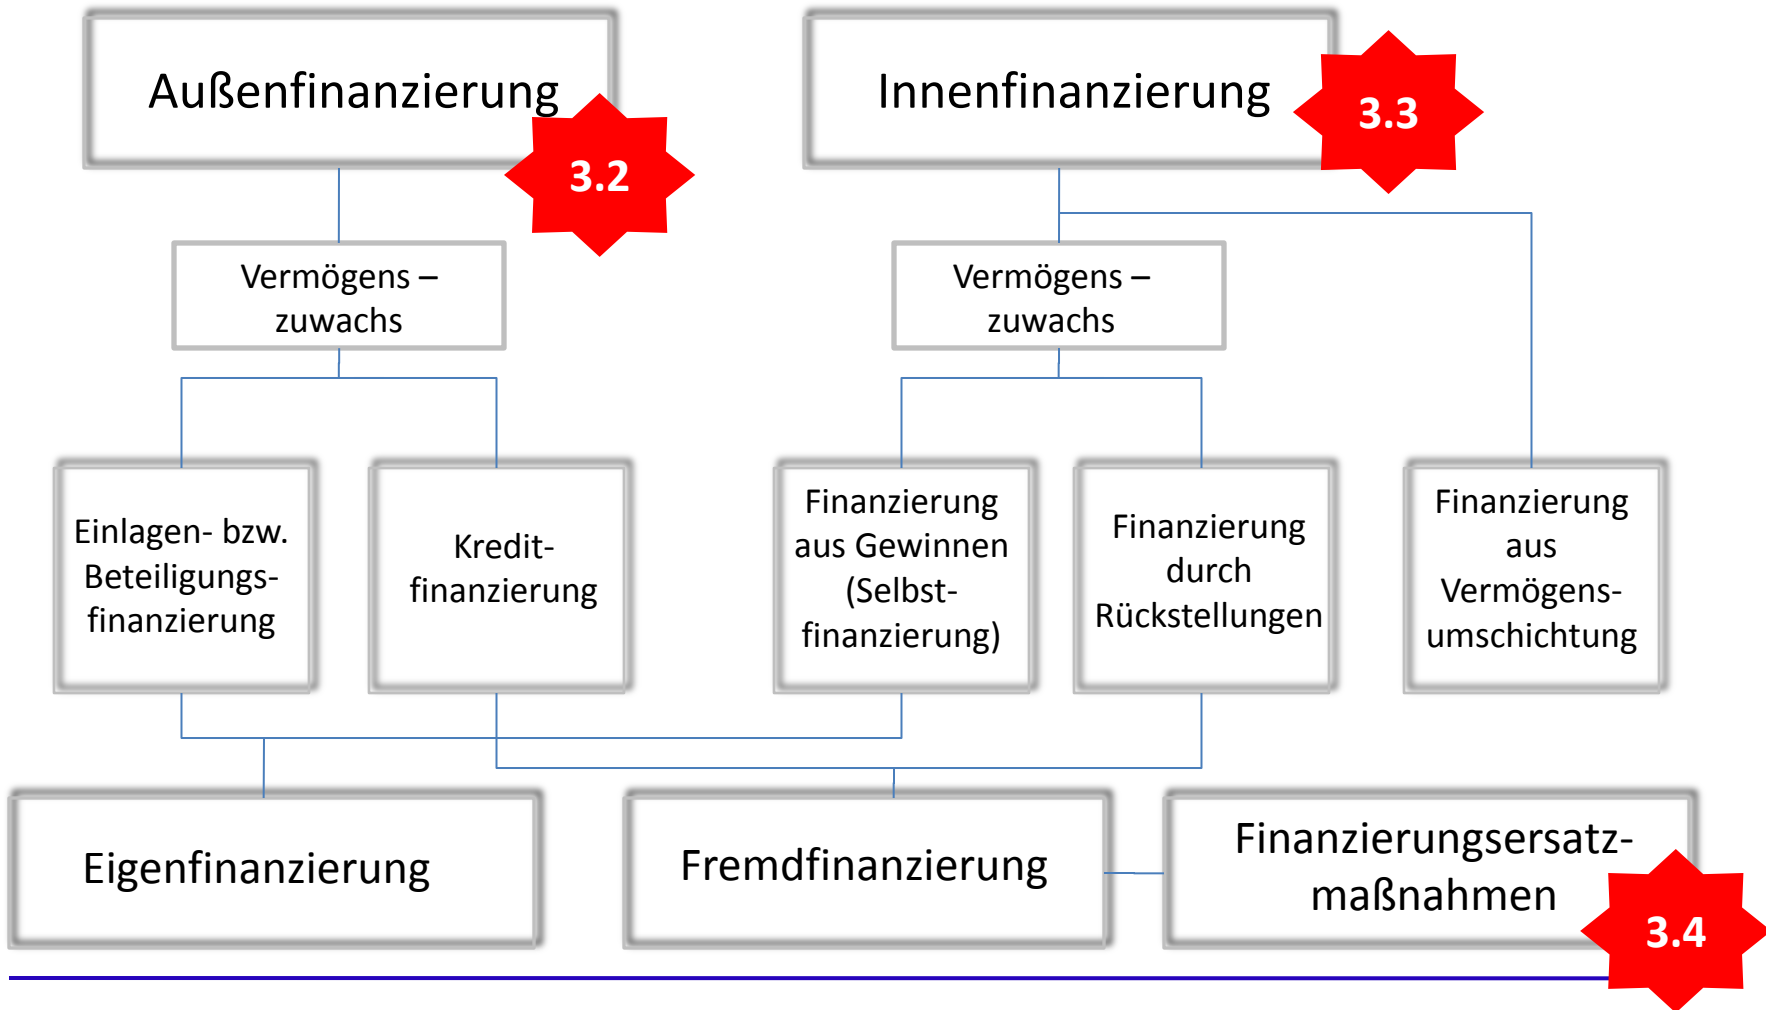 Außenfinanzierung
3.2
Innenfinanzierung
3.3
Vermögens –
zuwachs
Vermögens –
zuwachs
Einlagen- bzw.
Beteiligungs-
finanzierung
Kredit-
finanzierung
Finanzierung
aus Gewinnen
(Selbst-
finanzierung)
Finanzierung
durch
Rückstellungen
Finanzierung
aus
Vermögens-
umschichtung
Eigenfinanzierung
Fremdfinanzierung
Finanzierungsersatz-
maßnahmen
3.4